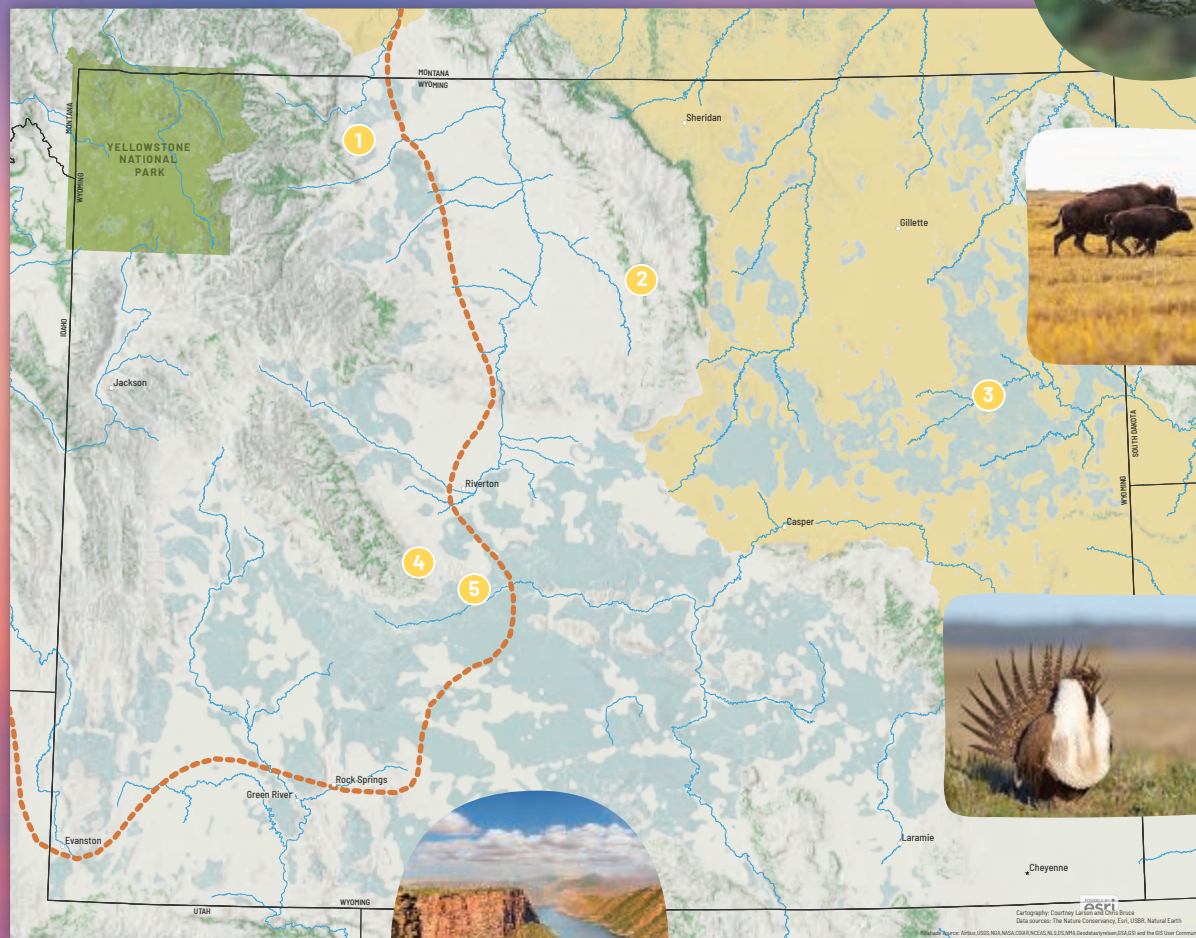 MONTANA
WYOMING
MONTANA
WYOMING
YELLOWSTONE
NATIONAL
PARK
1
Sheridan
Gillette
2
IDAHO
Jackson
3
SOUTH DAKOTA
WYOMING
Riverton
Casper
4
5
Rock Springs
Green River
Evanston
Laramie
Cheyenne
UTAH
WYOMING
esri
Cartography: Courtney Larson and Chris Bruce
Data sources: The Nature Conservancy, Esri, USBR, Natural Earth